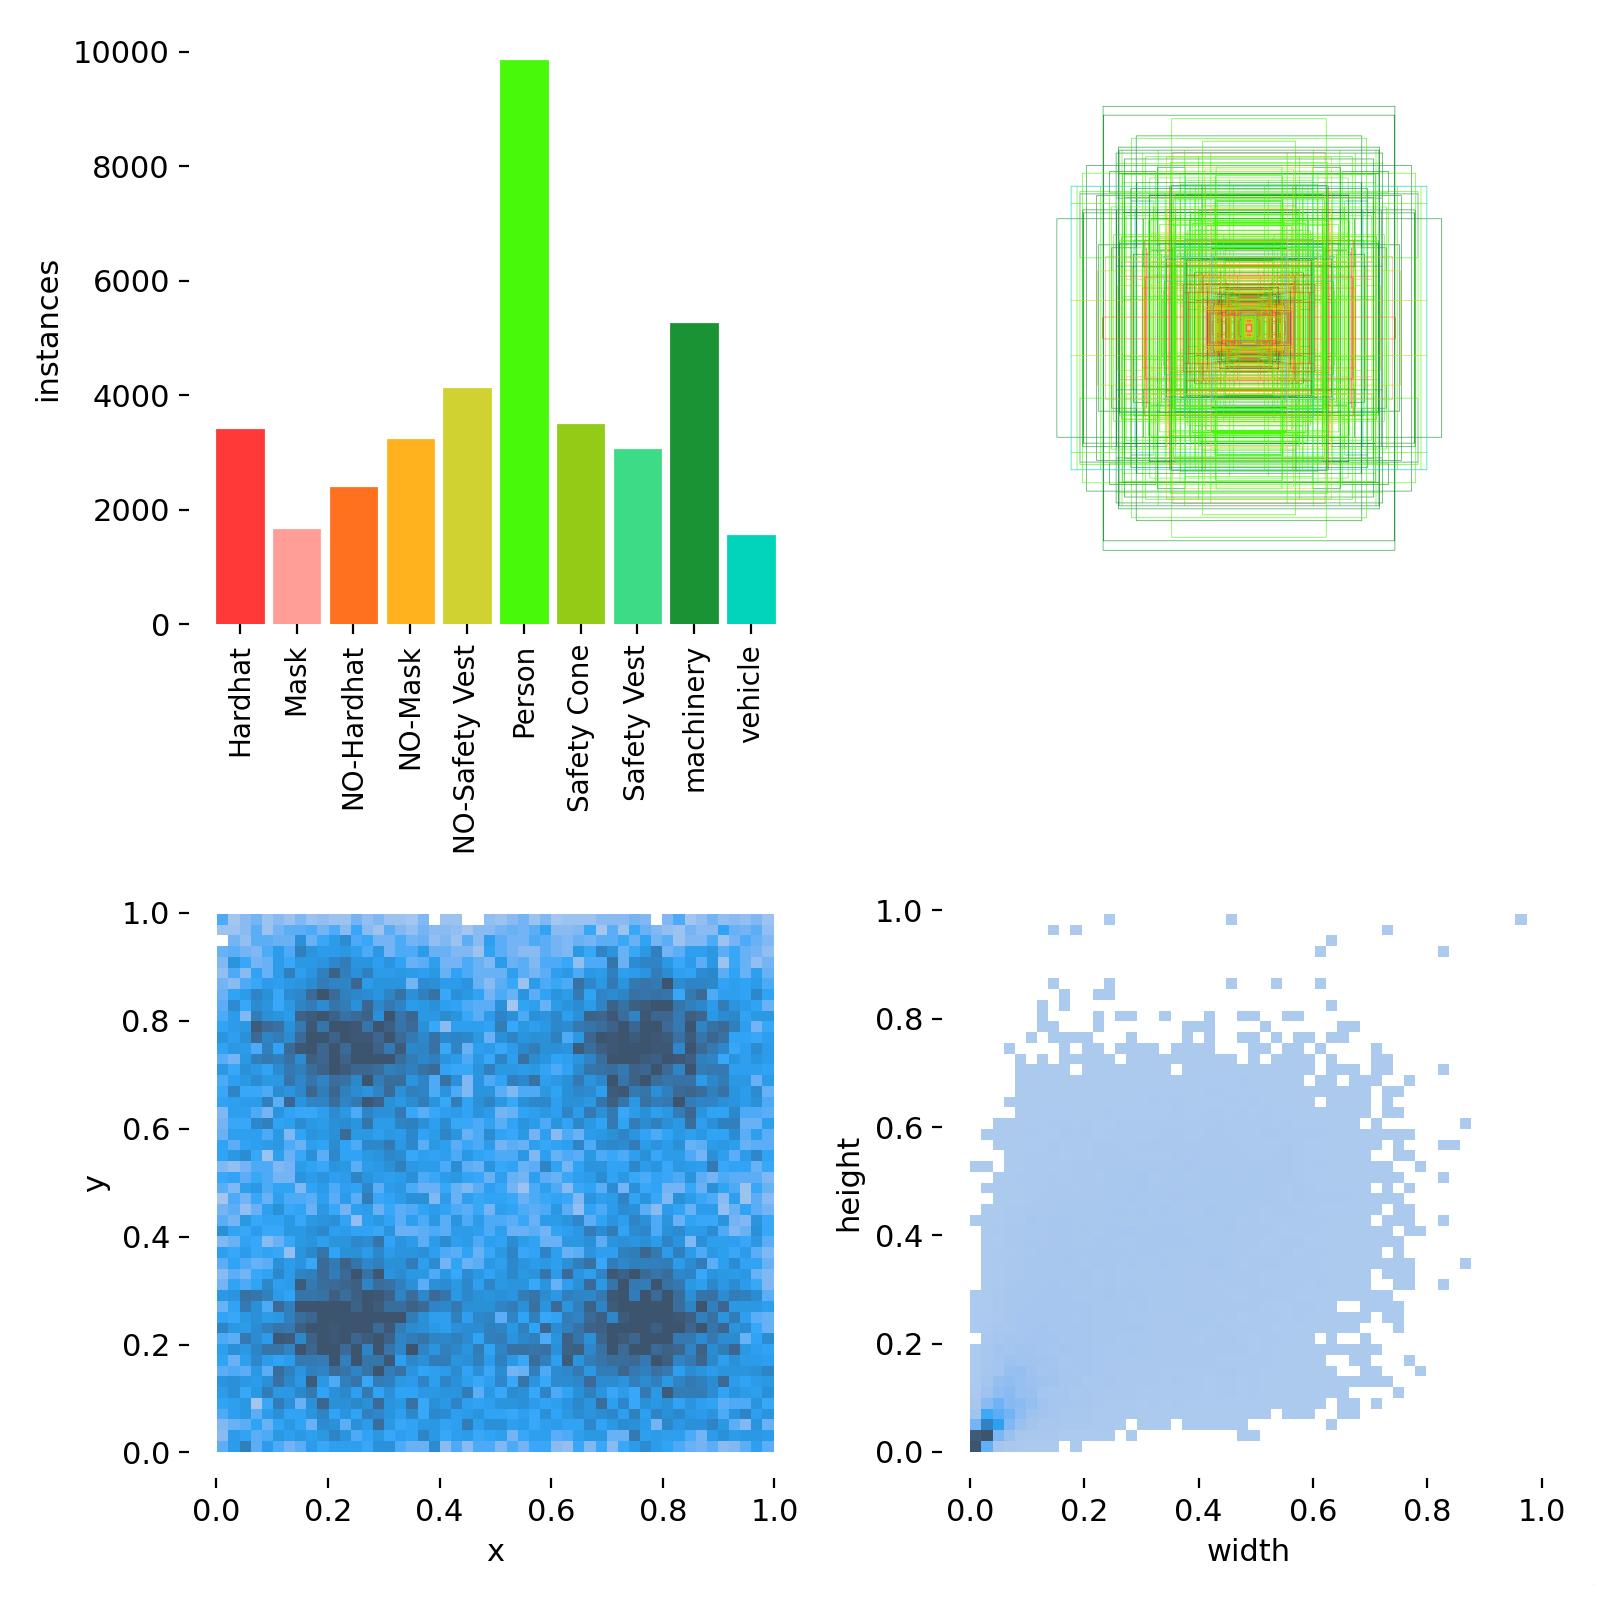 10000
8000
6000
4000
2000
0
instances
Hardhat
Mask
NO-Hardhat
NO-Mask
NO-Safety Vest
Person
Safety Cone
Safety Vest
machinery
vehicle
1.0
0.8
0.6
0.4
0.2
0.0
y
0.0 0.2 0.4 0.6 0.8 1.0
x
1.0
0.8
0.6
0.4
0.2
0.0
height
0.0 0.2 0.4 0.6 0.8 1.0
width